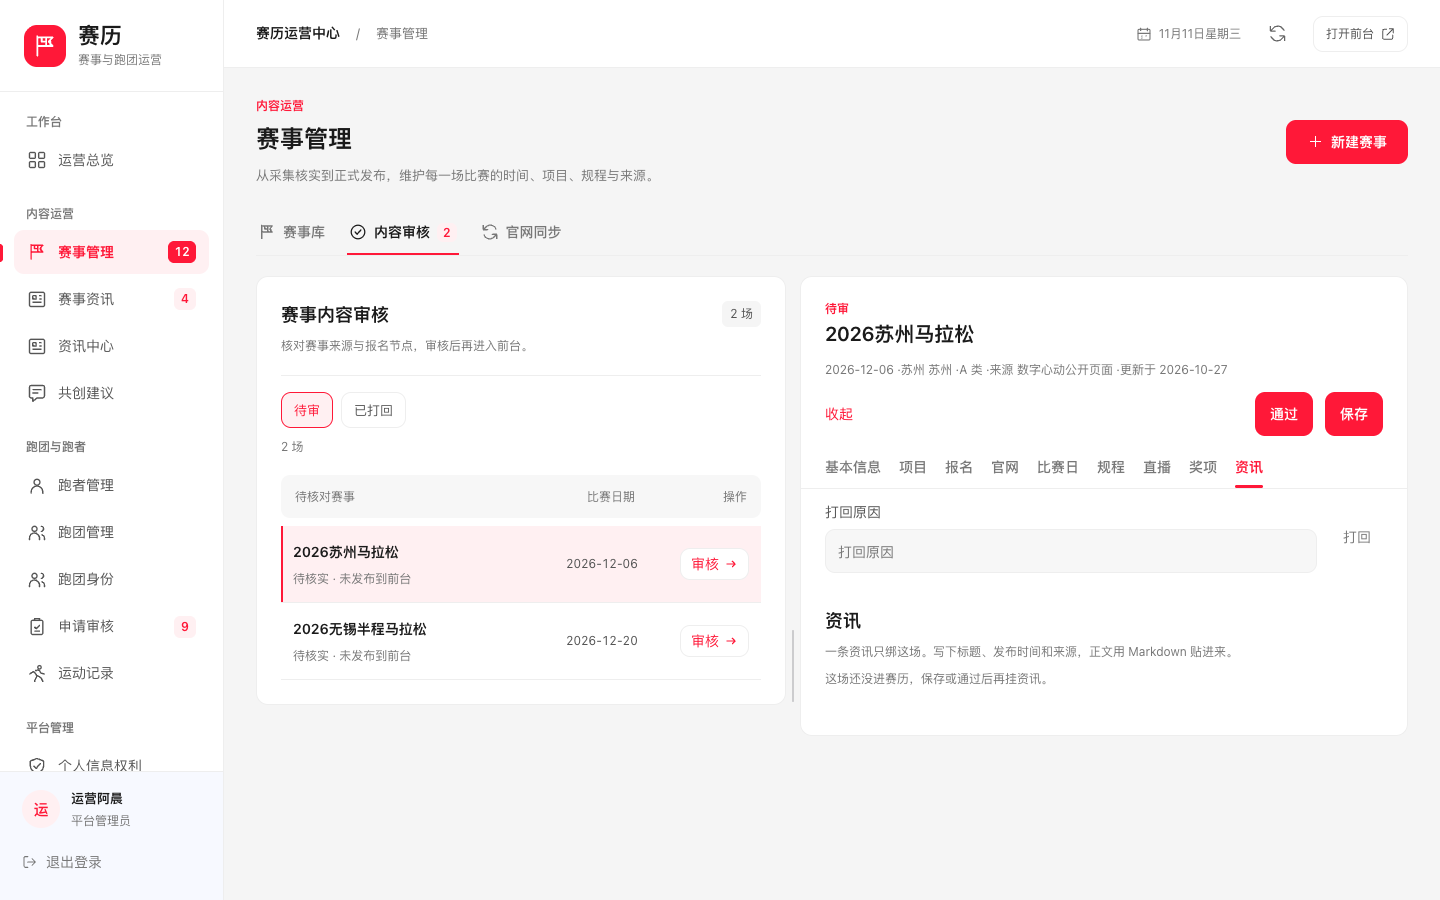 赛历
赛事与跑团运营
工作台
运营总览
内容运营
赛事管理 12
赛事资讯 4
资讯中心
共创建议
跑团与跑者
跑者管理
跑团管理
跑团身份
申请审核 9
运动记录
平台管理
个人信息权利
运 运营阿晨
平台管理员
退出登录
赛历运营中心 / 赛事管理
11月11日星期三
打开前台
内容运营
赛事管理
从采集核实到正式发布，维护每一场比赛的时间、项目、规程与来源。
新建赛事
赛事库 内容审核 2 官网同步
赛事内容审核
2 场
核对赛事来源与报名节点，审核后再进入前台。
待审 已打回
2 场
待核对赛事 比赛日期 操作
2026苏州马拉松
待核实 · 未发布到前台
2026-12-06
审核 →
2026无锡半程马拉松
待核实 · 未发布到前台
2026-12-20
审核 →
待审
2026苏州马拉松
2026-12-06 ·苏州 苏州 ·A 类 ·来源 数字心动公开页面 ·更新于 2026-10-27
收起 通过 保存
基本信息 项目 报名 官网 比赛日 规程 直播 奖项 资讯
打回原因
打回原因
打回
资讯
一条资讯只绑这场。写下标题、发布时间和来源，正文用 Markdown 贴进来。
这场还没进赛历，保存或通过后再挂资讯。